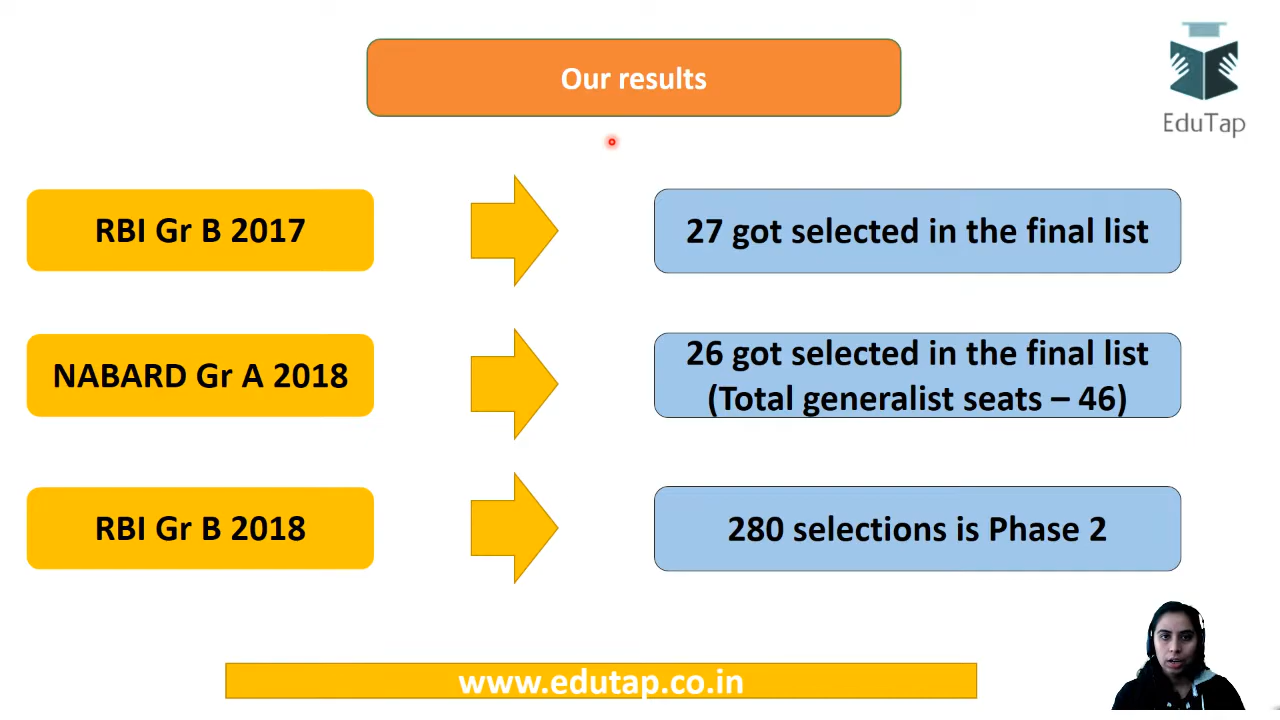 Our results
EduTap
RBI Gr B 2017
27 got selected in the final list
NABARD Gr A 2018
26 got selected in the final list
(Total generalist seats – 46)
RBI Gr B 2018
280 selections is Phase 2
www.edutap.co.in